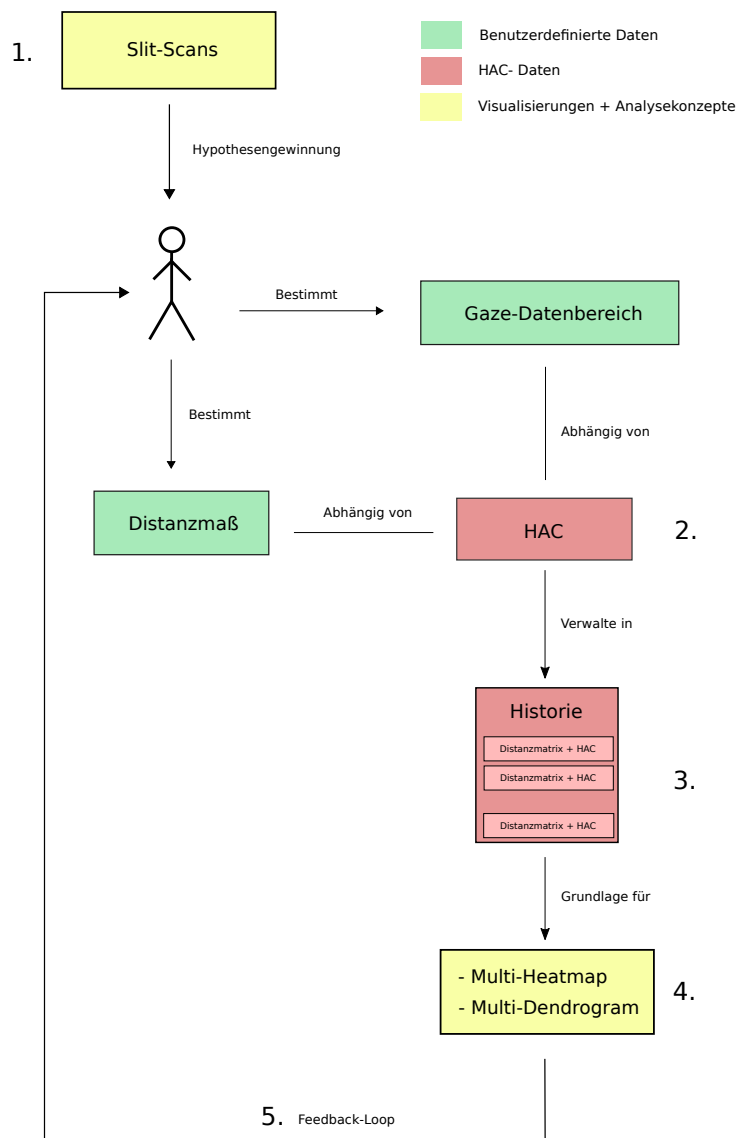 1.
Slit-Scans
Benutzerdefinierte Daten
HAC- Daten
Visualisierungen + Analysekonzepte
Hypothesengewinnung
Bestimmt
Gaze-Datenbereich
Bestimmt
Abhängig von
Distanzmaß
Abhängig von
HAC
2.
Verwalte in
Historie
Distanzmatrix + HAC
Distanzmatrix + HAC
Distanzmatrix + HAC
3.
Grundlage für
- Multi-Heatmap
- Multi-Dendrogram
4.
5. Feedback-Loop